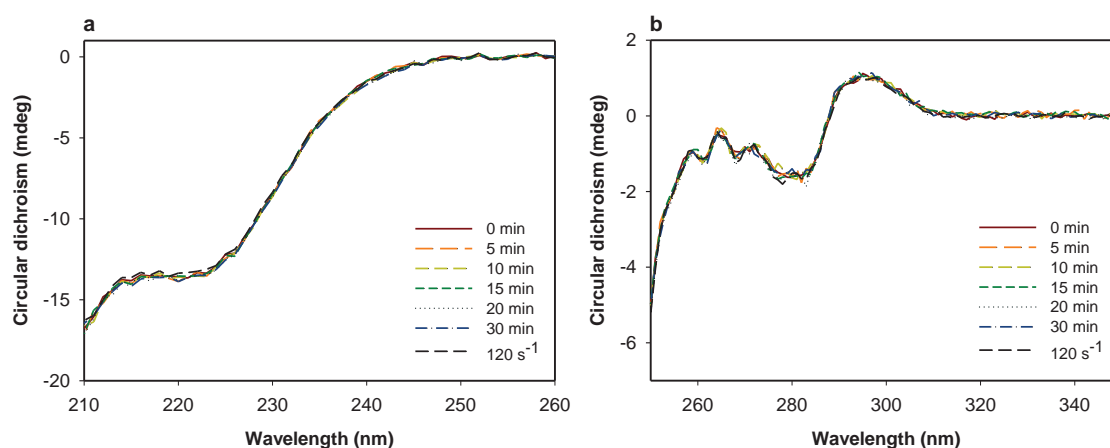 a
Circular dichroism (mdeg)
0
-5
-10
-15
-20
210 220 230 240 250 260
Wavelength (nm)
0 min
5 min
10 min
15 min
20 min
30 min
120 s-1
b
Circular dichroism (mdeg)
2
0
-2
-4
-6
260 280 300 320 340
Wavelength (nm)
0 min
5 min
10 min
15 min
20 min
30 min
120 s-1